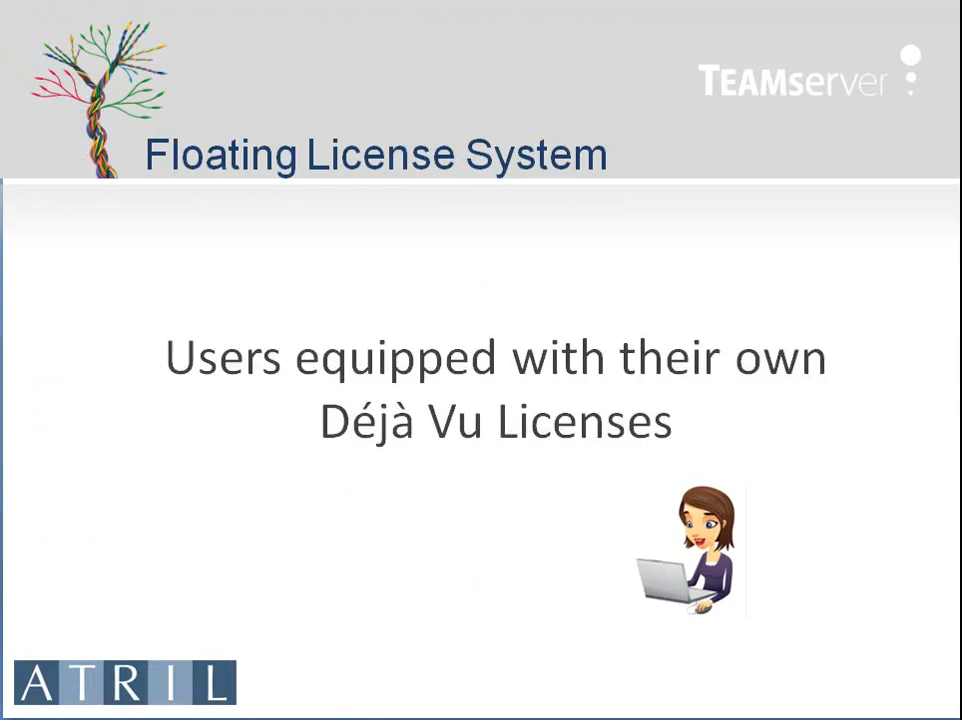 TEAMserver
Floating License System
Users equipped with their own
Déjà Vu Licenses
ATRIL